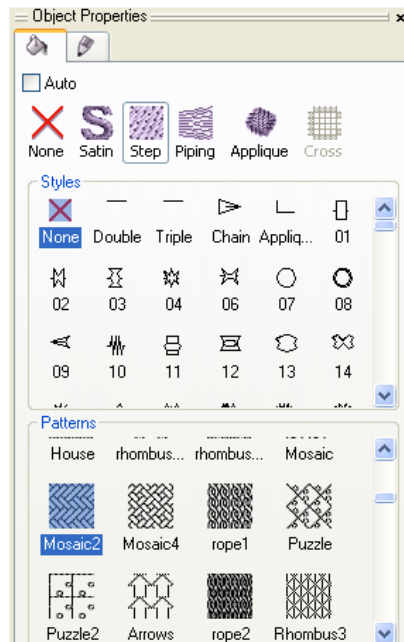 Object Properties
Auto
None Satin Step Piping Applique Cross
Styles
None Double Triple Chain Appliq... 01
02 03 04 06 07 08
09 10 11 12 13 14
Patterns
House rhombus... rhombus... Mosaic
Mosaic2 Mosaic4 rope1 Puzzle
Puzzle2 Arrows rope2 Rhombus3